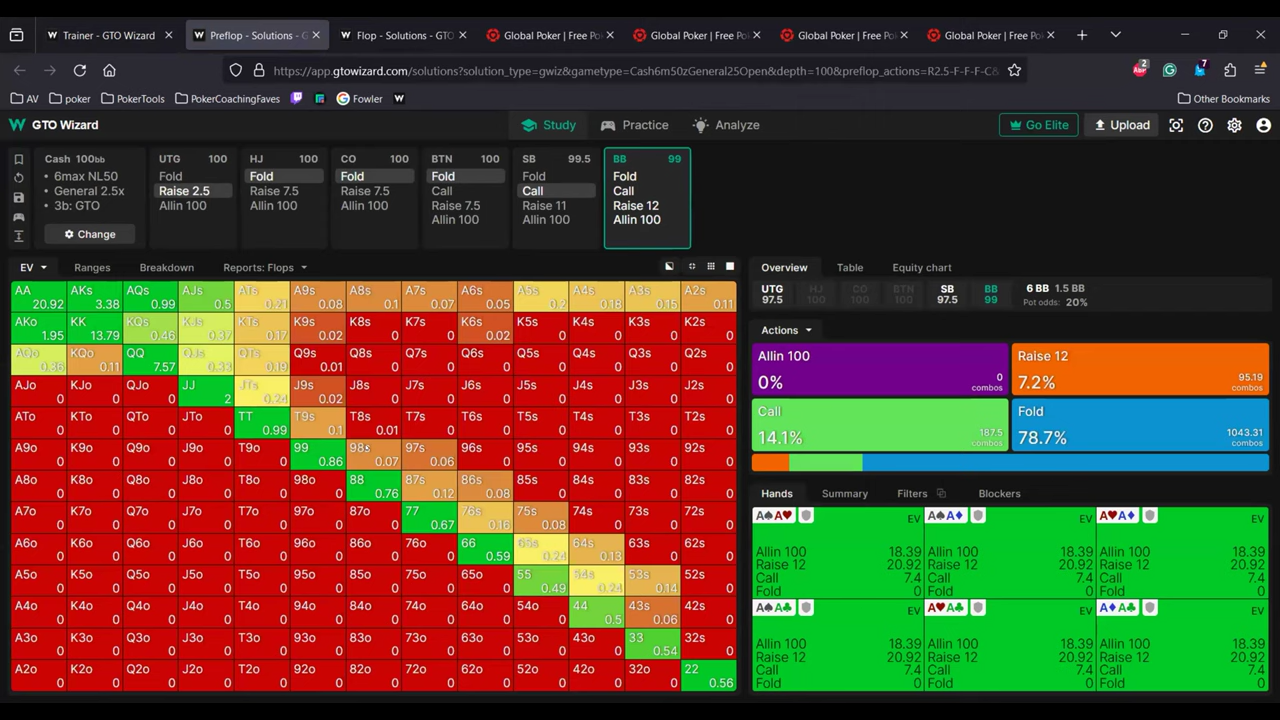 Trainer - GTO Wizard
Preflop - Solutions - G
Flop - Solutions - GTO
Global Poker | Free Po
Global Poker | Free Po
Global Poker | Free Po
Global Poker | Free Po
https://app.gtowizard.com/solutions?solution_type=gwiz&gametype=Cash6m50zGeneral25Open&depth=100&preflop_actions=R2.5-F-F-F-C&
2
7
AV poker PokerTools PokerCoachingFaves Fowler Other Bookmarks
GTO Wizard Study Practice Analyze Go Elite Upload
Cash 100bb
• 6max NL50
• General 2.5x
• 3b: GTO
Change
UTG 100
Fold
Raise 2.5
Allin 100
HJ 100
Fold
Raise 7.5
Allin 100
CO 100
Fold
Raise 7.5
Allin 100
BTN 100
Fold
Call
Raise 7.5
Allin 100
SB 99.5
Fold
Call
Raise 11
Allin 100
BB 99
Fold
Call
Raise 12
Allin 100
EV Ranges Breakdown Reports: Flops
AA AKs AQs AJs ATs A9s A8s A7s A6s A5s A4s A3s A2s
20.92 3.38 0.99 0.5 0.21 0.08 0.1 0.07 0.05 0.2 0.18 0.15 0.11
AKo KK KQs KJs KTs K9s K8s K7s K6s K5s K4s K3s K2s
1.95 13.79 0.46 0.37 0.17 0.02 0 0 0.02 0 0 0 0
AQo KQo QQ QJs QTs Q9s Q8s Q7s Q6s Q5s Q4s Q3s Q2s
0.36 0.11 7.57 0.33 0.19 0.01 0 0 0 0 0 0 0
AJo KJo QJo JJ JTs J9s J8s J7s J6s J5s J4s J3s J2s
0 0 0 2 0.24 0.02 0 0 0 0 0 0 0
ATo KTo QTo JTo TT T9s T8s T7s T6s T5s T4s T3s T2s
0 0 0 0 0.99 0.1 0.01 0 0 0 0 0 0
A9o K9o Q9o J9o T9o 99 98s 97s 96s 95s 94s 93s 92s
0 0 0 0 0 0.86 0.07 0.06 0 0 0 0 0
A8o K8o Q8o J8o T8o 98o 88 87s 86s 85s 84s 83s 82s
0 0 0 0 0 0 0.76 0.12 0.08 0 0 0 0
A7o K7o Q7o J7o T7o 97o 87o 77 76s 75s 74s 73s 72s
0 0 0 0 0 0 0 0.67 0.16 0.08 0 0 0
A6o K6o Q6o J6o T6o 96o 86o 76o 66 65s 64s 63s 62s
0 0 0 0 0 0 0 0 0.59 0.24 0.13 0 0
A5o K5o Q5o J5o T5o 95o 85o 75o 65o 55 54s 53s 52s
0 0 0 0 0 0 0 0 0 0.49 0.24 0.14 0
A4o K4o Q4o J4o T4o 94o 84o 74o 64o 54o 44 43s 42s
0 0 0 0 0 0 0 0 0 0 0.5 0.06 0
A3o K3o Q3o J3o T3o 93o 83o 73o 63o 53o 43o 33 32s
0 0 0 0 0 0 0 0 0 0 0 0.54 0
A2o K2o Q2o J2o T2o 92o 82o 72o 62o 52o 42o 32o 22
0 0 0 0 0 0 0 0 0 0 0 0 0.56
Overview Table Equity chart
UTG HJ CO BTN SB BB 6 BB 1.5 BB
97.5 100 100 100 97.5 99 Pot odds: 20%
Actions
Allin 100
0% 0 combos
Raise 12
7.2% 95.19 combos
Call
14.1% 187.5 combos
Fold
78.7% 1043.31 combos
Hands Summary Filters Blockers
A♠ A♥ EV
Allin 100 18.39
Raise 12 20.92
Call 7.4
Fold 0
A♠ A♦ EV
Allin 100 18.39
Raise 12 20.92
Call 7.4
Fold 0
A♥ A♦ EV
Allin 100 18.39
Raise 12 20.92
Call 7.4
Fold 0
A♠ A♣ EV
Allin 100 18.39
Raise 12 20.92
Call 7.4
Fold 0
A♥ A♣ EV
Allin 100 18.39
Raise 12 20.92
Call 7.4
Fold 0
A♦ A♣ EV
Allin 100 18.39
Raise 12 20.92
Call 7.4
Fold 0